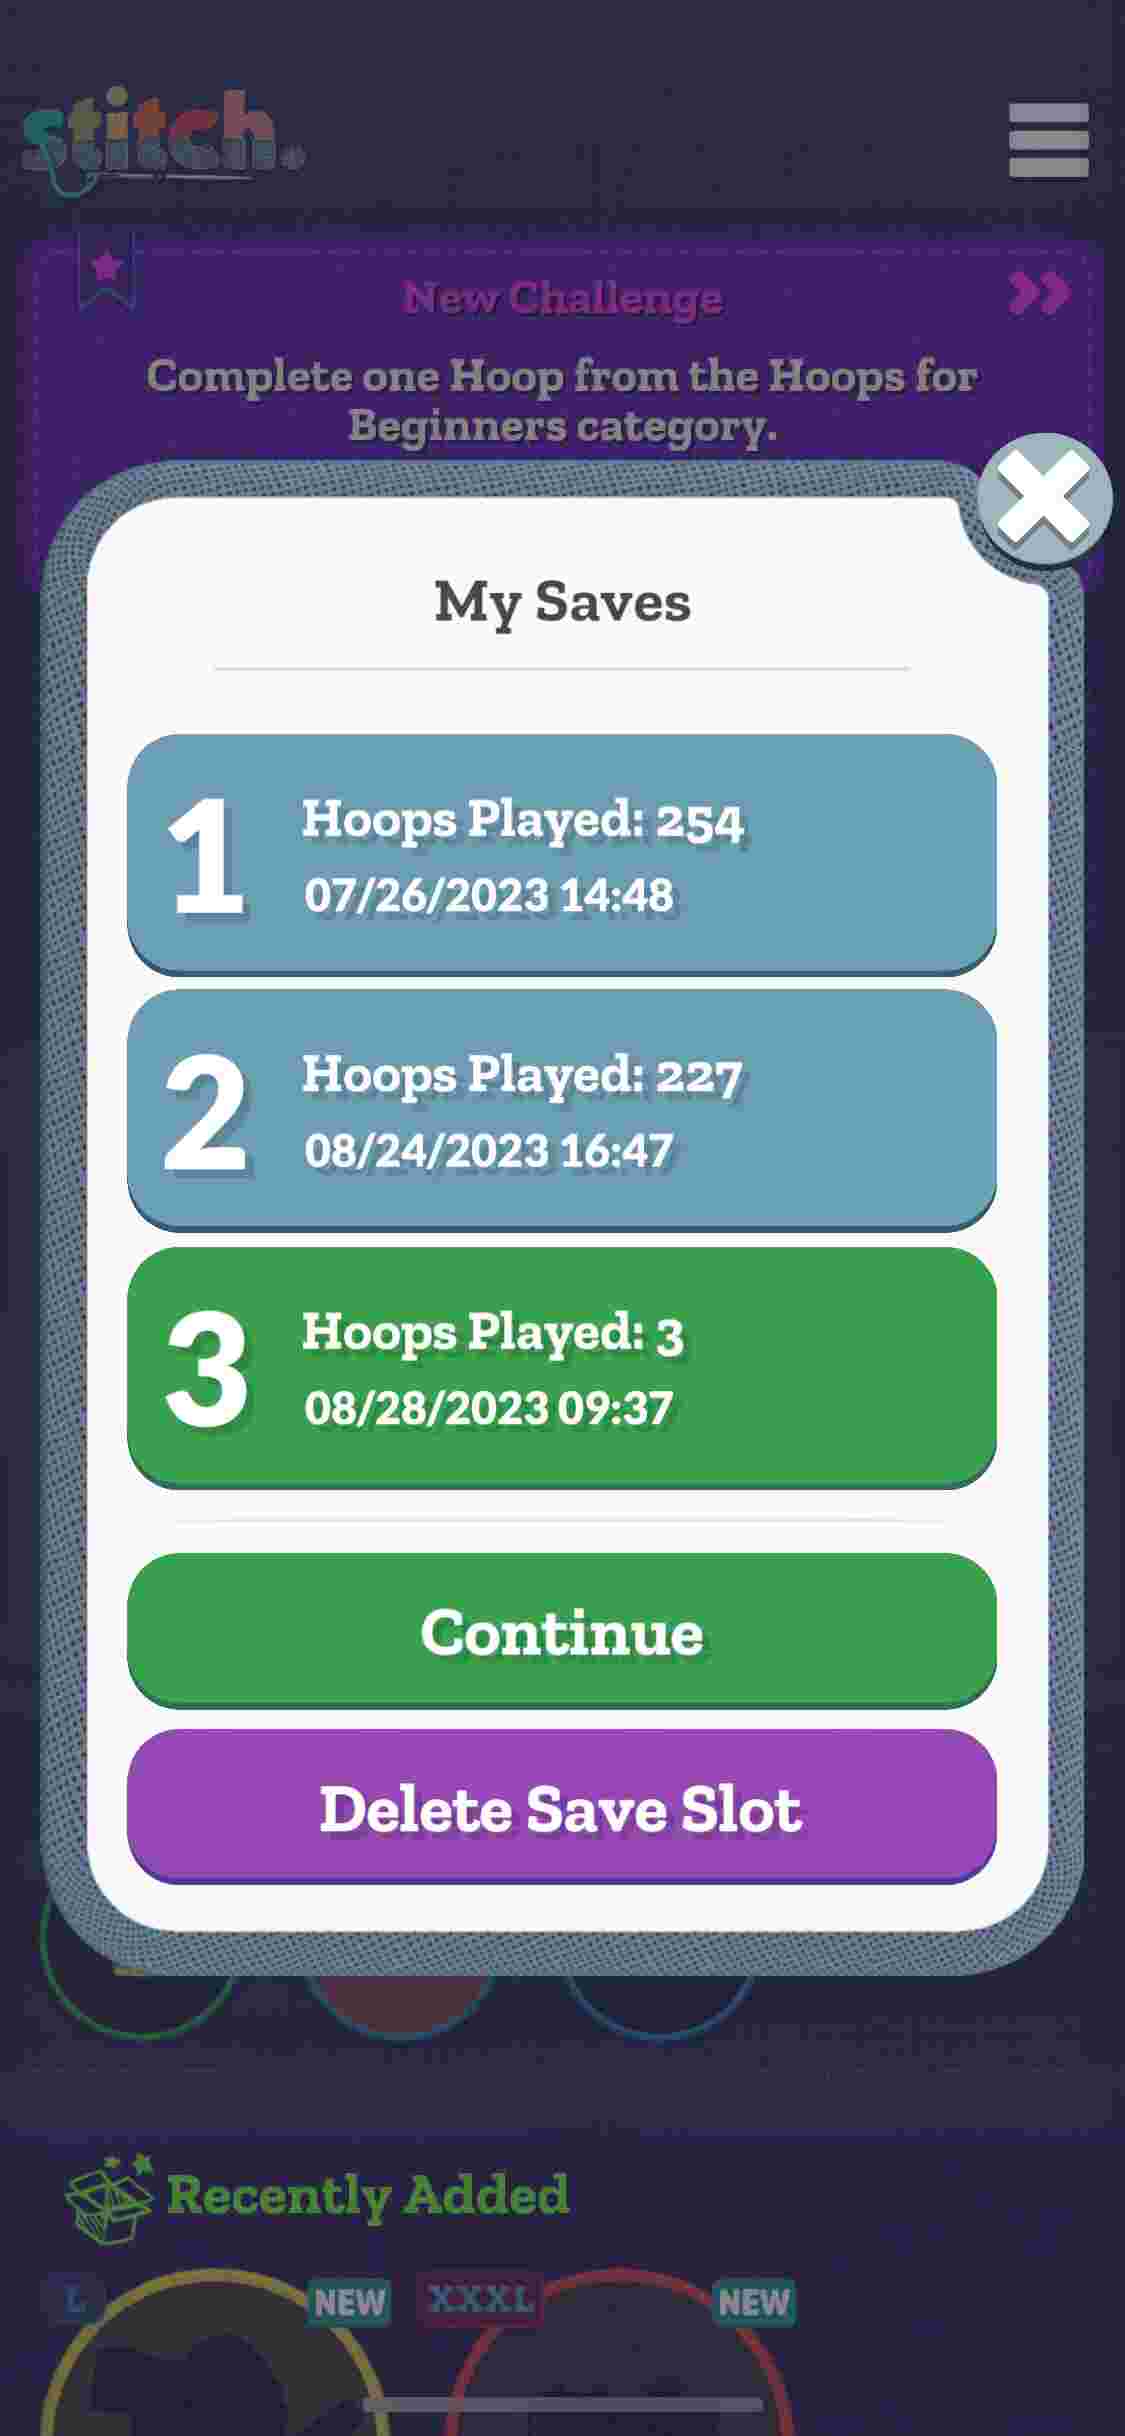 stitch.
New Challenge
Complete one Hoop from the Hoops for
Beginners category.
My Saves
1
Hoops Played: 254
07/26/2023 14:48
2
Hoops Played: 227
08/24/2023 16:47
3
Hoops Played: 3
08/28/2023 09:37
Continue
Delete Save Slot
Recently Added
L
NEW
XXXL
NEW